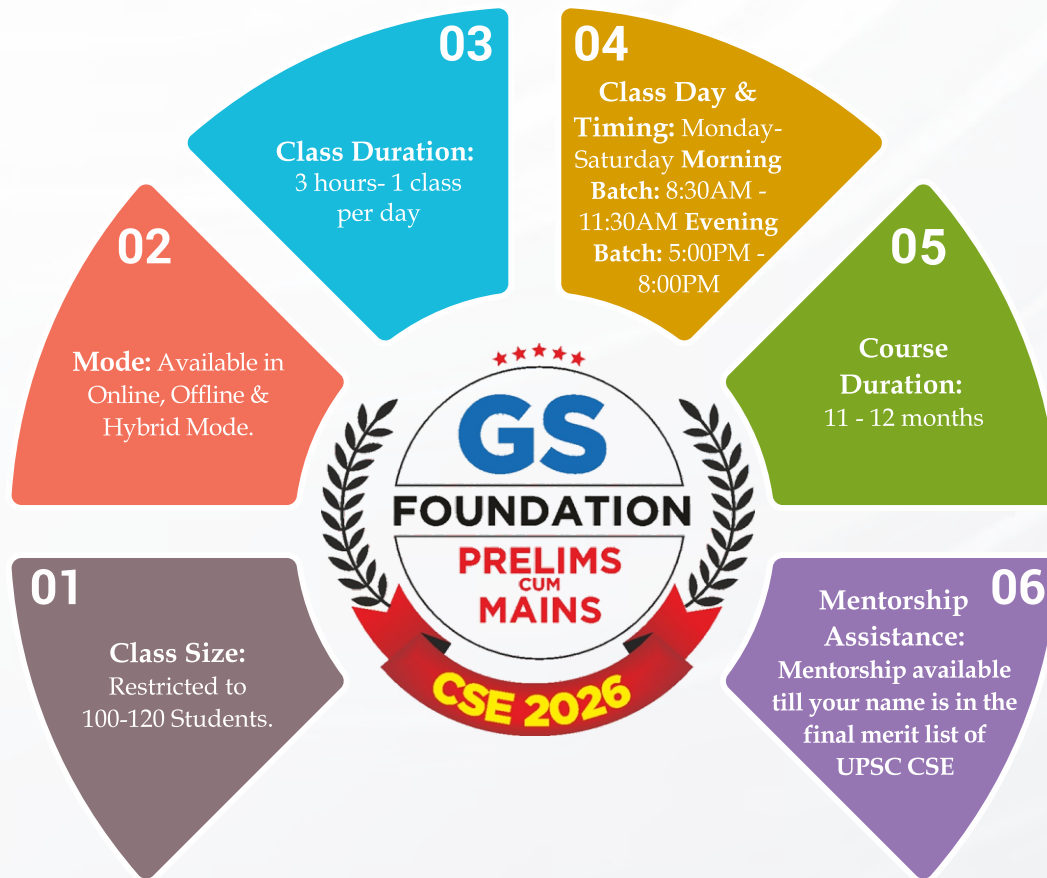 01
Class Size:
Restricted to
100-120 Students.
02
Mode: Available in
Online, Offline &
Hybrid Mode.
03
Class Duration:
3 hours- 1 class
per day
04
Class Day &
Timing: Monday-
Saturday Morning
Batch: 8:30AM -
11:30AM Evening
Batch: 5:00PM -
8:00PM
05
Course
Duration:
11 - 12 months
06
Mentorship
Assistance:
Mentorship available
till your name is in the
final merit list of
UPSC CSE
GS
FOUNDATION
PRELIMS
CUM
MAINS
CSE 2026